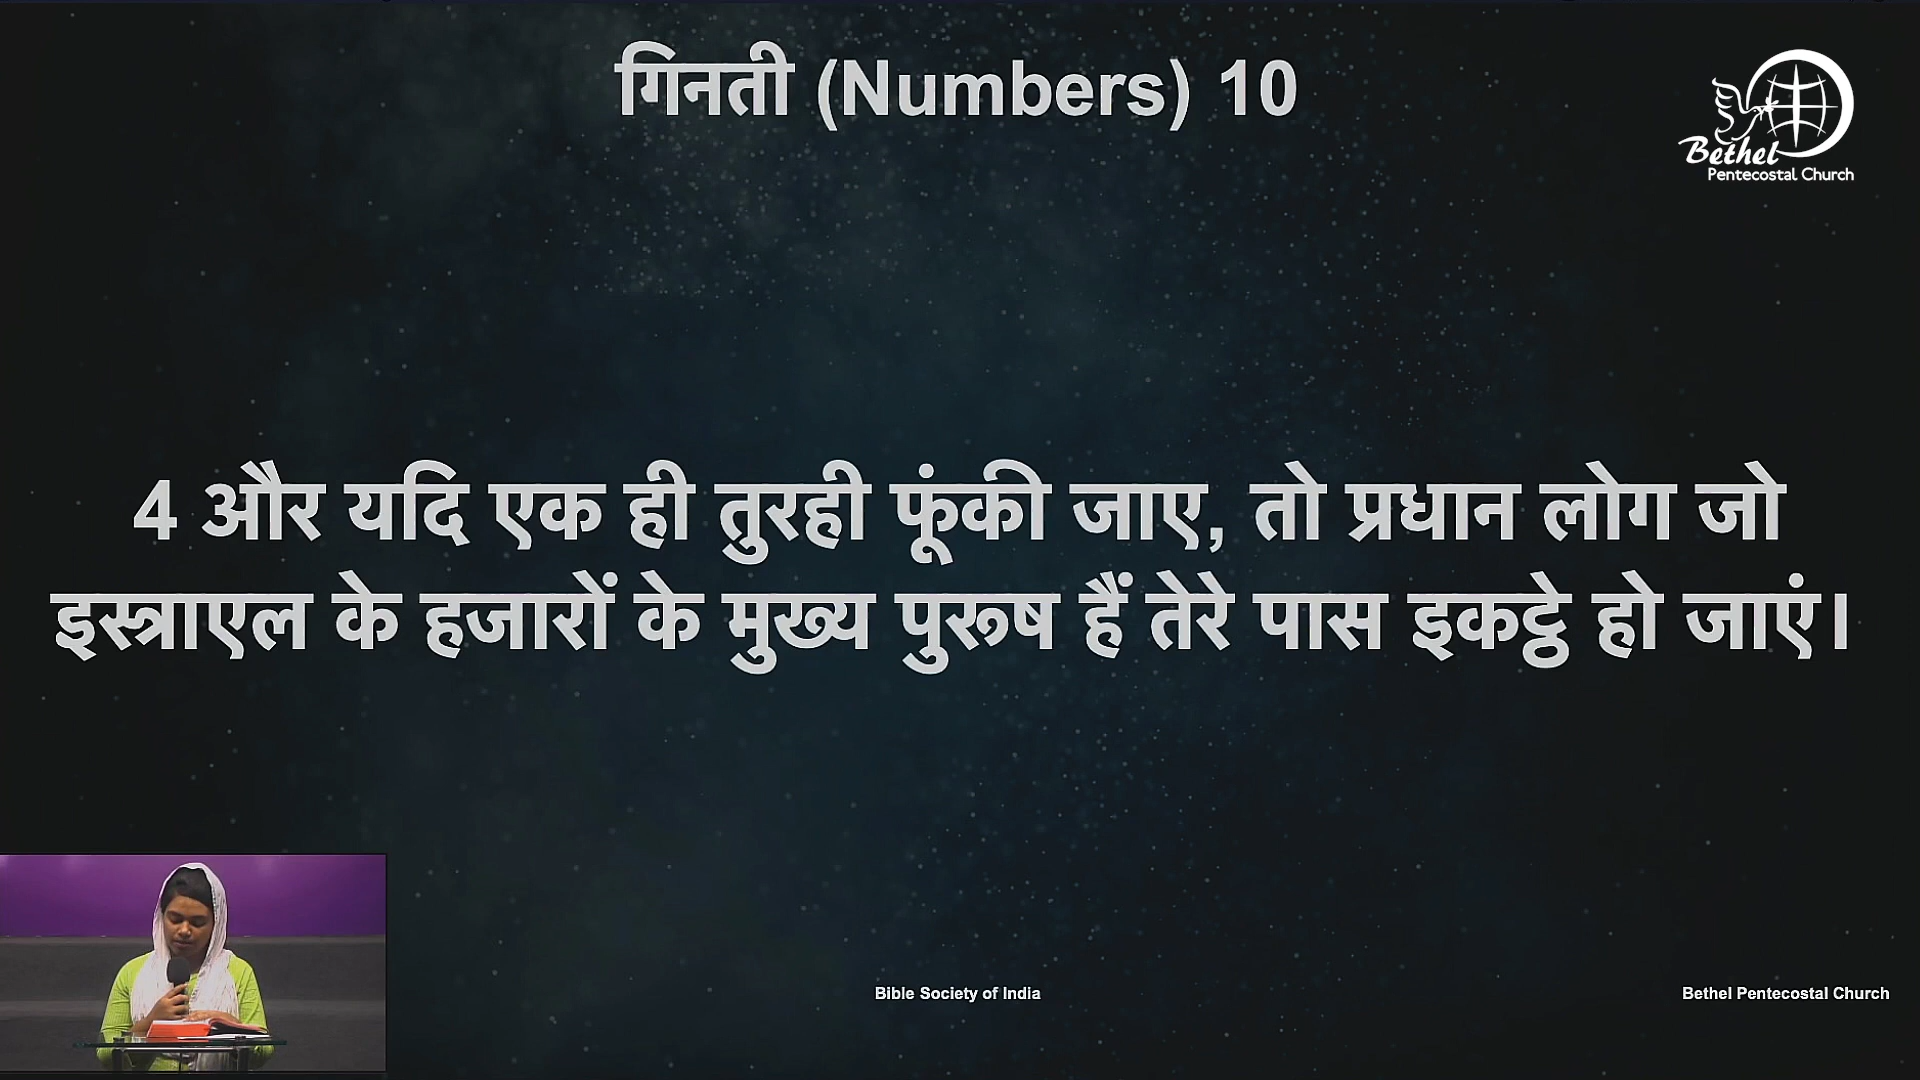 गिनती (Numbers) 10
Bethel
Pentecostal Church
4 और यदि एक ही तुरही फूंकी जाए, तो प्रधान लोग जो
इस्त्राएल के हजारों के मुख्य पुरूष हैं तेरे पास इकट्ठे हो जाएं।
Bible Society of India
Bethel Pentecostal Church